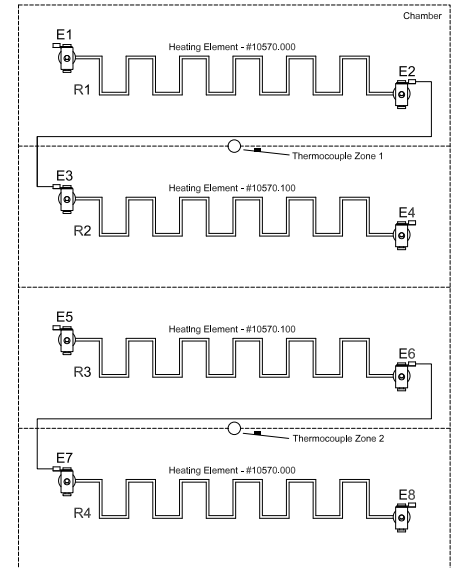 Chamber
E1
Heating Element - #10570.000
E2
R1
Thermocouple Zone 1
E3
Heating Element - #10570.100
E4
R2
E5
Heating Element - #10570.100
E6
R3
Thermocouple Zone 2
E7
Heating Element - #10570.000
E8
R4